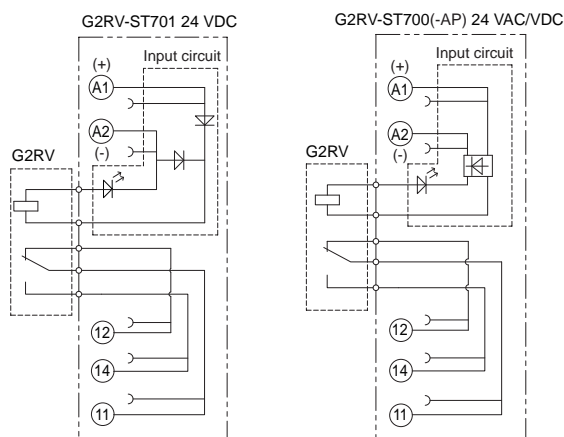 G2RV-ST701 24 VDC
Input circuit
(+)
A1
A2
(-)
G2RV
12
14
11
G2RV-ST700(-AP) 24 VAC/VDC
Input circuit
(+)
A1
A2
(-)
G2RV
12
14
11